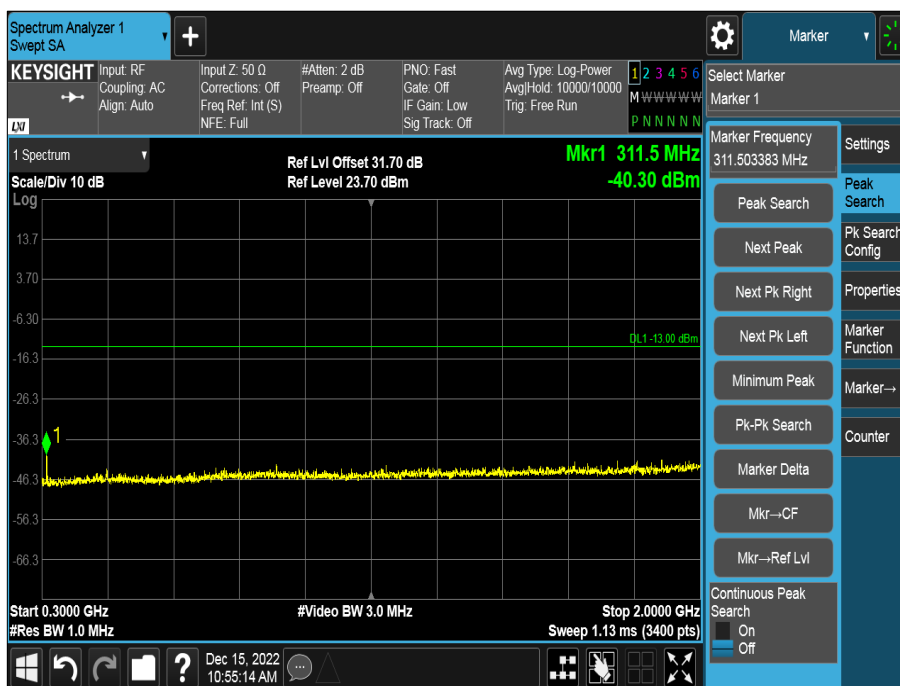 Spectrum Analyzer 1
Swept SA
Marker
KEYSIGHT
LXI
Input: RF
Coupling: AC
Align: Auto
Input Z: 50 Ω
Corrections: Off
Freq Ref: Int (S)
NFE: Full
#Atten: 2 dB
Preamp: Off
PNO: Fast
Gate: Off
IF Gain: Low
Sig Track: Off
Avg Type: Log-Power
Avg|Hold: 10000/10000
Trig: Free Run
1 2 3 4 5 6
M W W W W W
P N N N N N
Select Marker
Marker 1
1 Spectrum
Scale/Div 10 dB
Log
Ref Lvl Offset 31.70 dB
Ref Level 23.70 dBm
Mkr1 311.5 MHz
-40.30 dBm
13.7
3.70
-6.30
-16.3
-26.3
-36.3
-46.3
-56.3
-66.3
DL1 -13.00 dBm
1
Start 0.3000 GHz
#Res BW 1.0 MHz
#Video BW 3.0 MHz
Stop 2.0000 GHz
Sweep 1.13 ms (3400 pts)
Marker Frequency
311.503383 MHz
Peak Search
Next Peak
Next Pk Right
Next Pk Left
Minimum Peak
Pk-Pk Search
Marker Delta
Mkr→CF
Mkr→Ref Lvl
Continuous Peak
Search
On
Off
Settings
Peak
Search
Pk Search
Config
Properties
Marker
Function
Marker→
Counter
?
Dec 15, 2022
10:55:14 AM